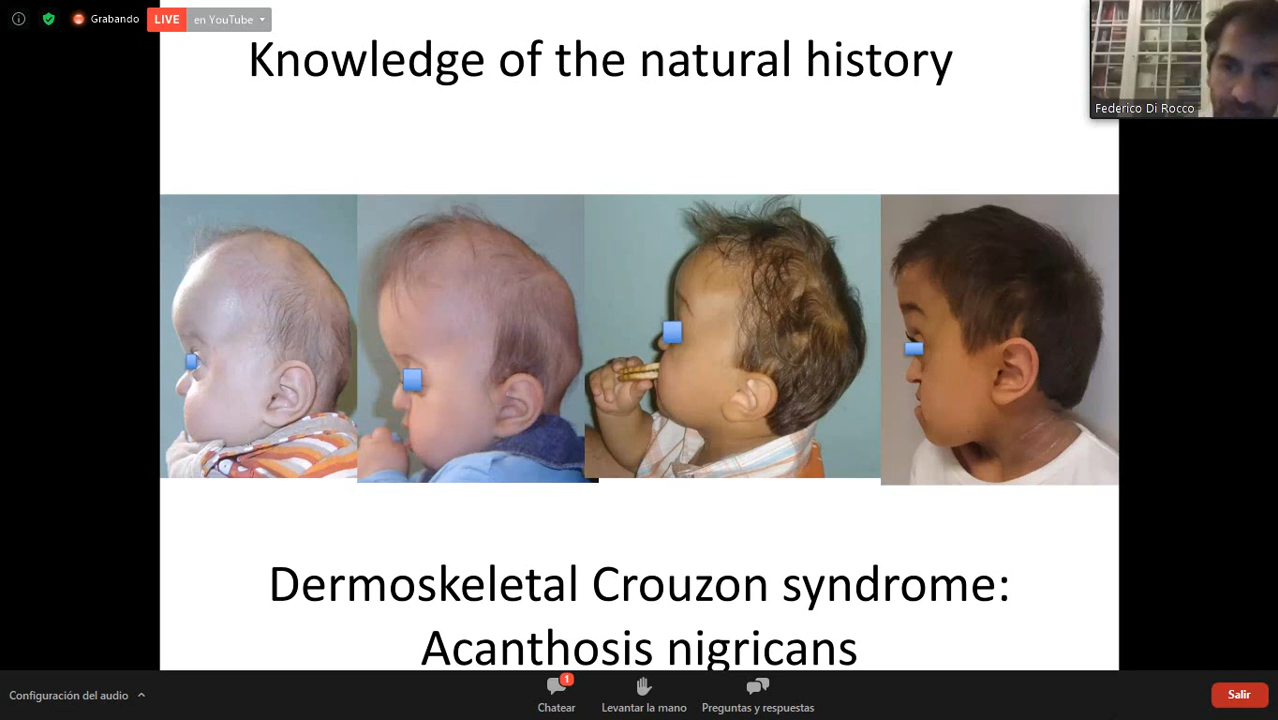 Grabando
LIVE
en YouTube
Knowledge of the natural history
Federico Di Rocco
Dermoskeletal Crouzon syndrome:
Acanthosis nigricans
Configuración del audio
1
Chatear
Levantar la mano
Preguntas y respuestas
Salir